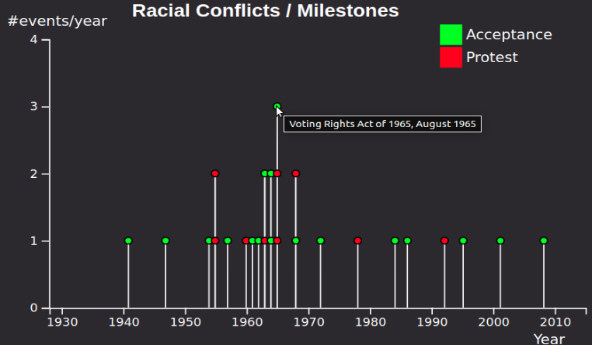 Racial Conflicts / Milestones
#events/year
Acceptance
Protest
4
3
Voting Rights Act of 1965, August 1965
2
1
0
1930 1940 1950 1960 1970 1980 1990 2000 2010
Year